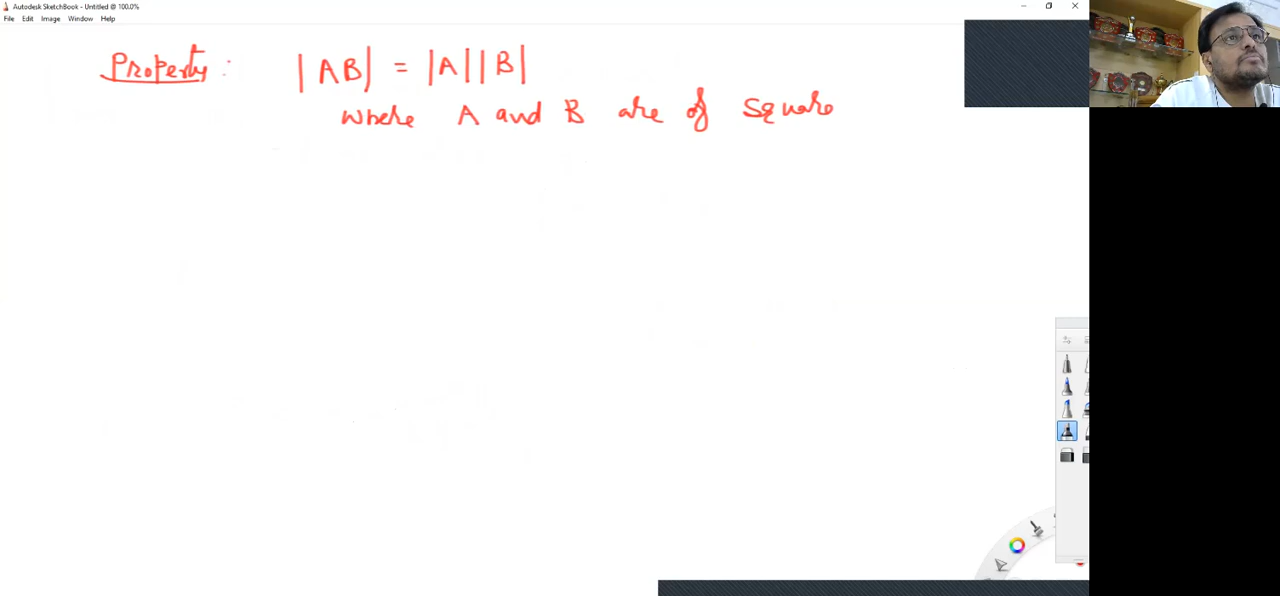 Autodesk SketchBook - Untitled @ 100.0%
File Edit Image Window Help
Property : |AB| = |A||B|
where A and B are of square